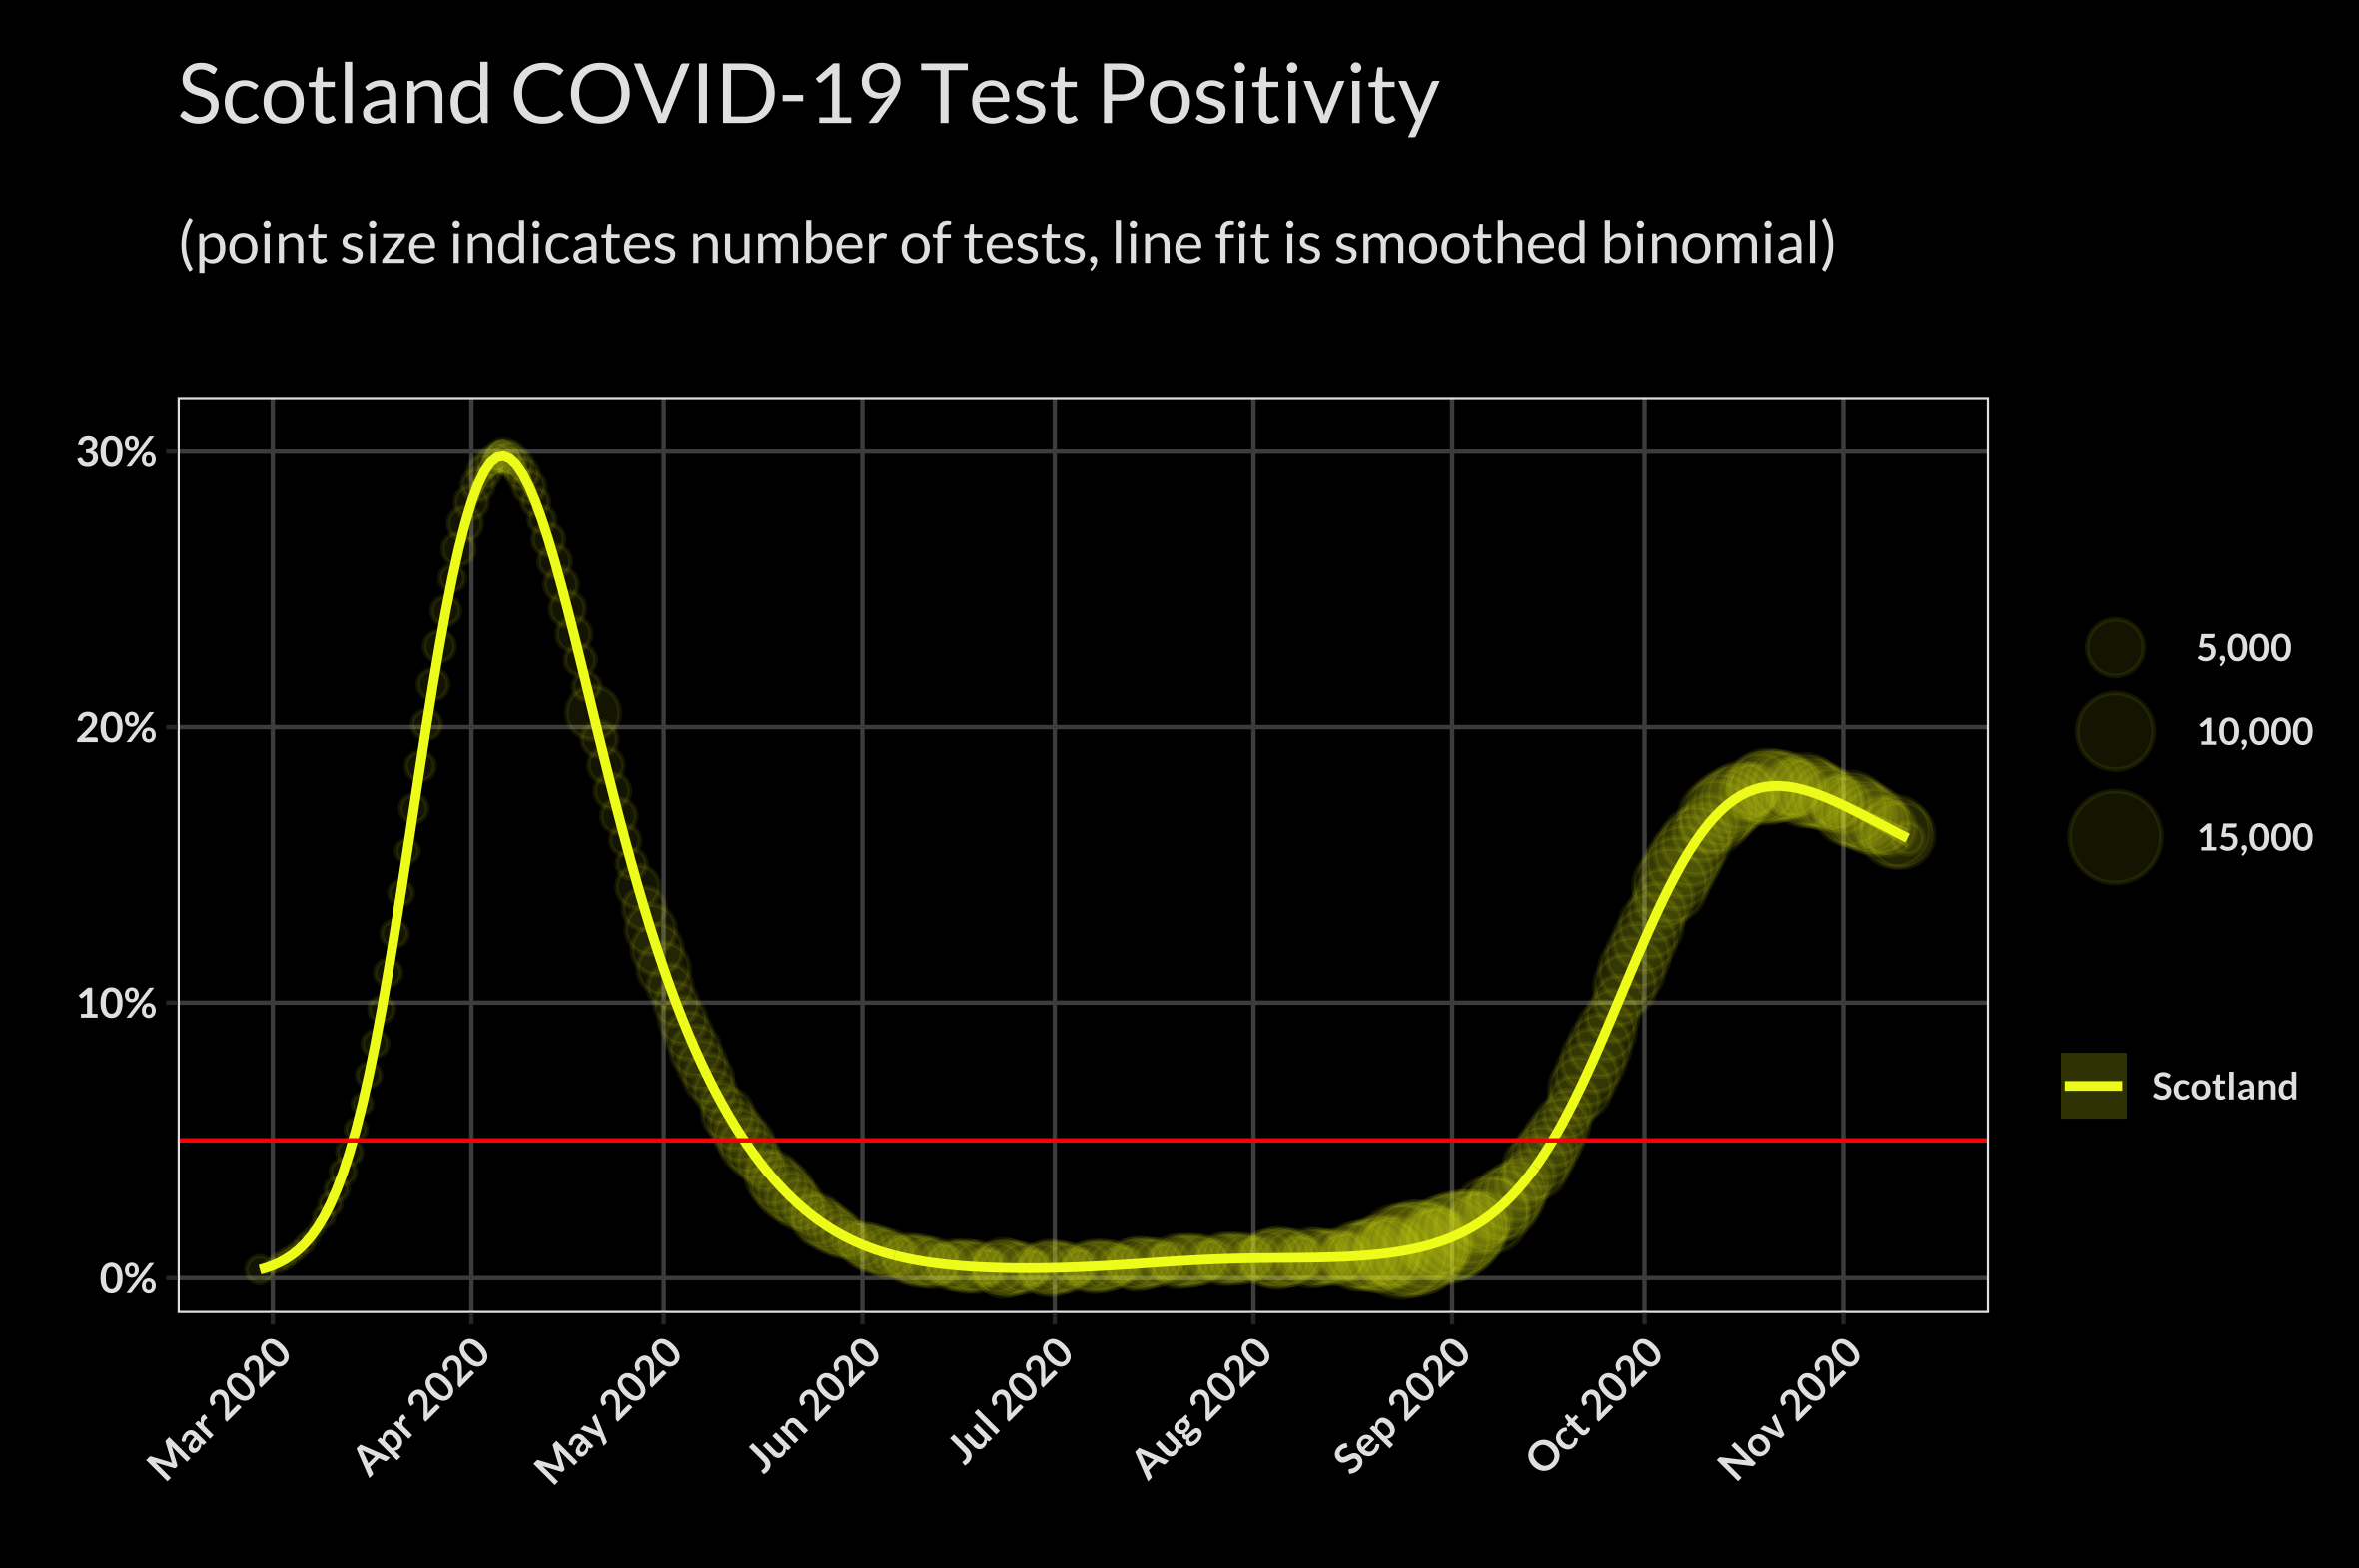 Scotland COVID-19 Test Positivity
(point size indicates number of tests, line fit is smoothed binomial)
30%
20%
10%
0%
Mar 2020
Apr 2020
May 2020
Jun 2020
Jul 2020
Aug 2020
Sep 2020
Oct 2020
Nov 2020
5,000
10,000
15,000
Scotland